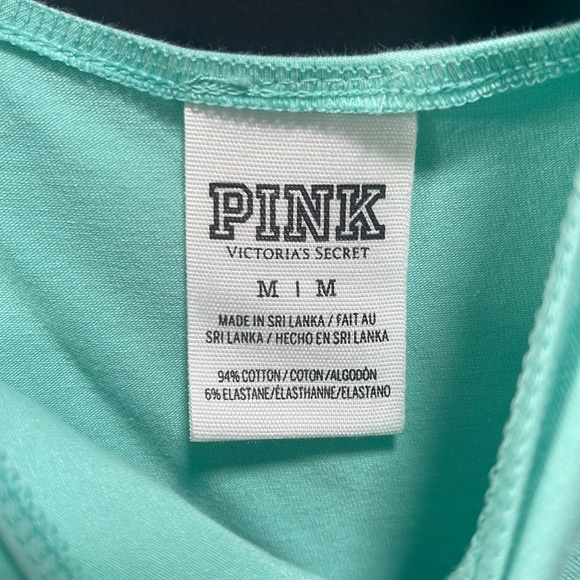 PINK
VICTORIA'S SECRET
M | M
MADE IN SRI LANKA / FAIT AU
SRI LANKA / HECHO EN SRI LANKA
94% COTTON / COTON /ALGODÓN
6% ELASTANE/ÉLASTHANNE/ELASTANO